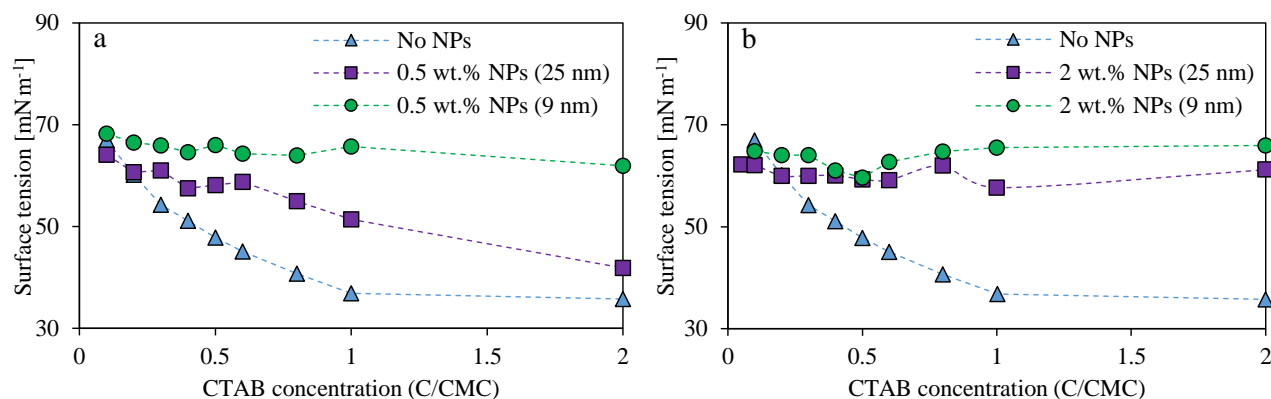 a
No NPs
0.5 wt.% NPs (25 nm)
0.5 wt.% NPs (9 nm)
Surface tension [mN m⁻¹]
90
70
50
30
0
0.5
1
1.5
2
CTAB concentration (C/CMC)
b
No NPs
2 wt.% NPs (25 nm)
2 wt.% NPs (9 nm)
Surface tension [mN m⁻¹]
90
70
50
30
0
0.5
1
1.5
2
CTAB concentration (C/CMC)